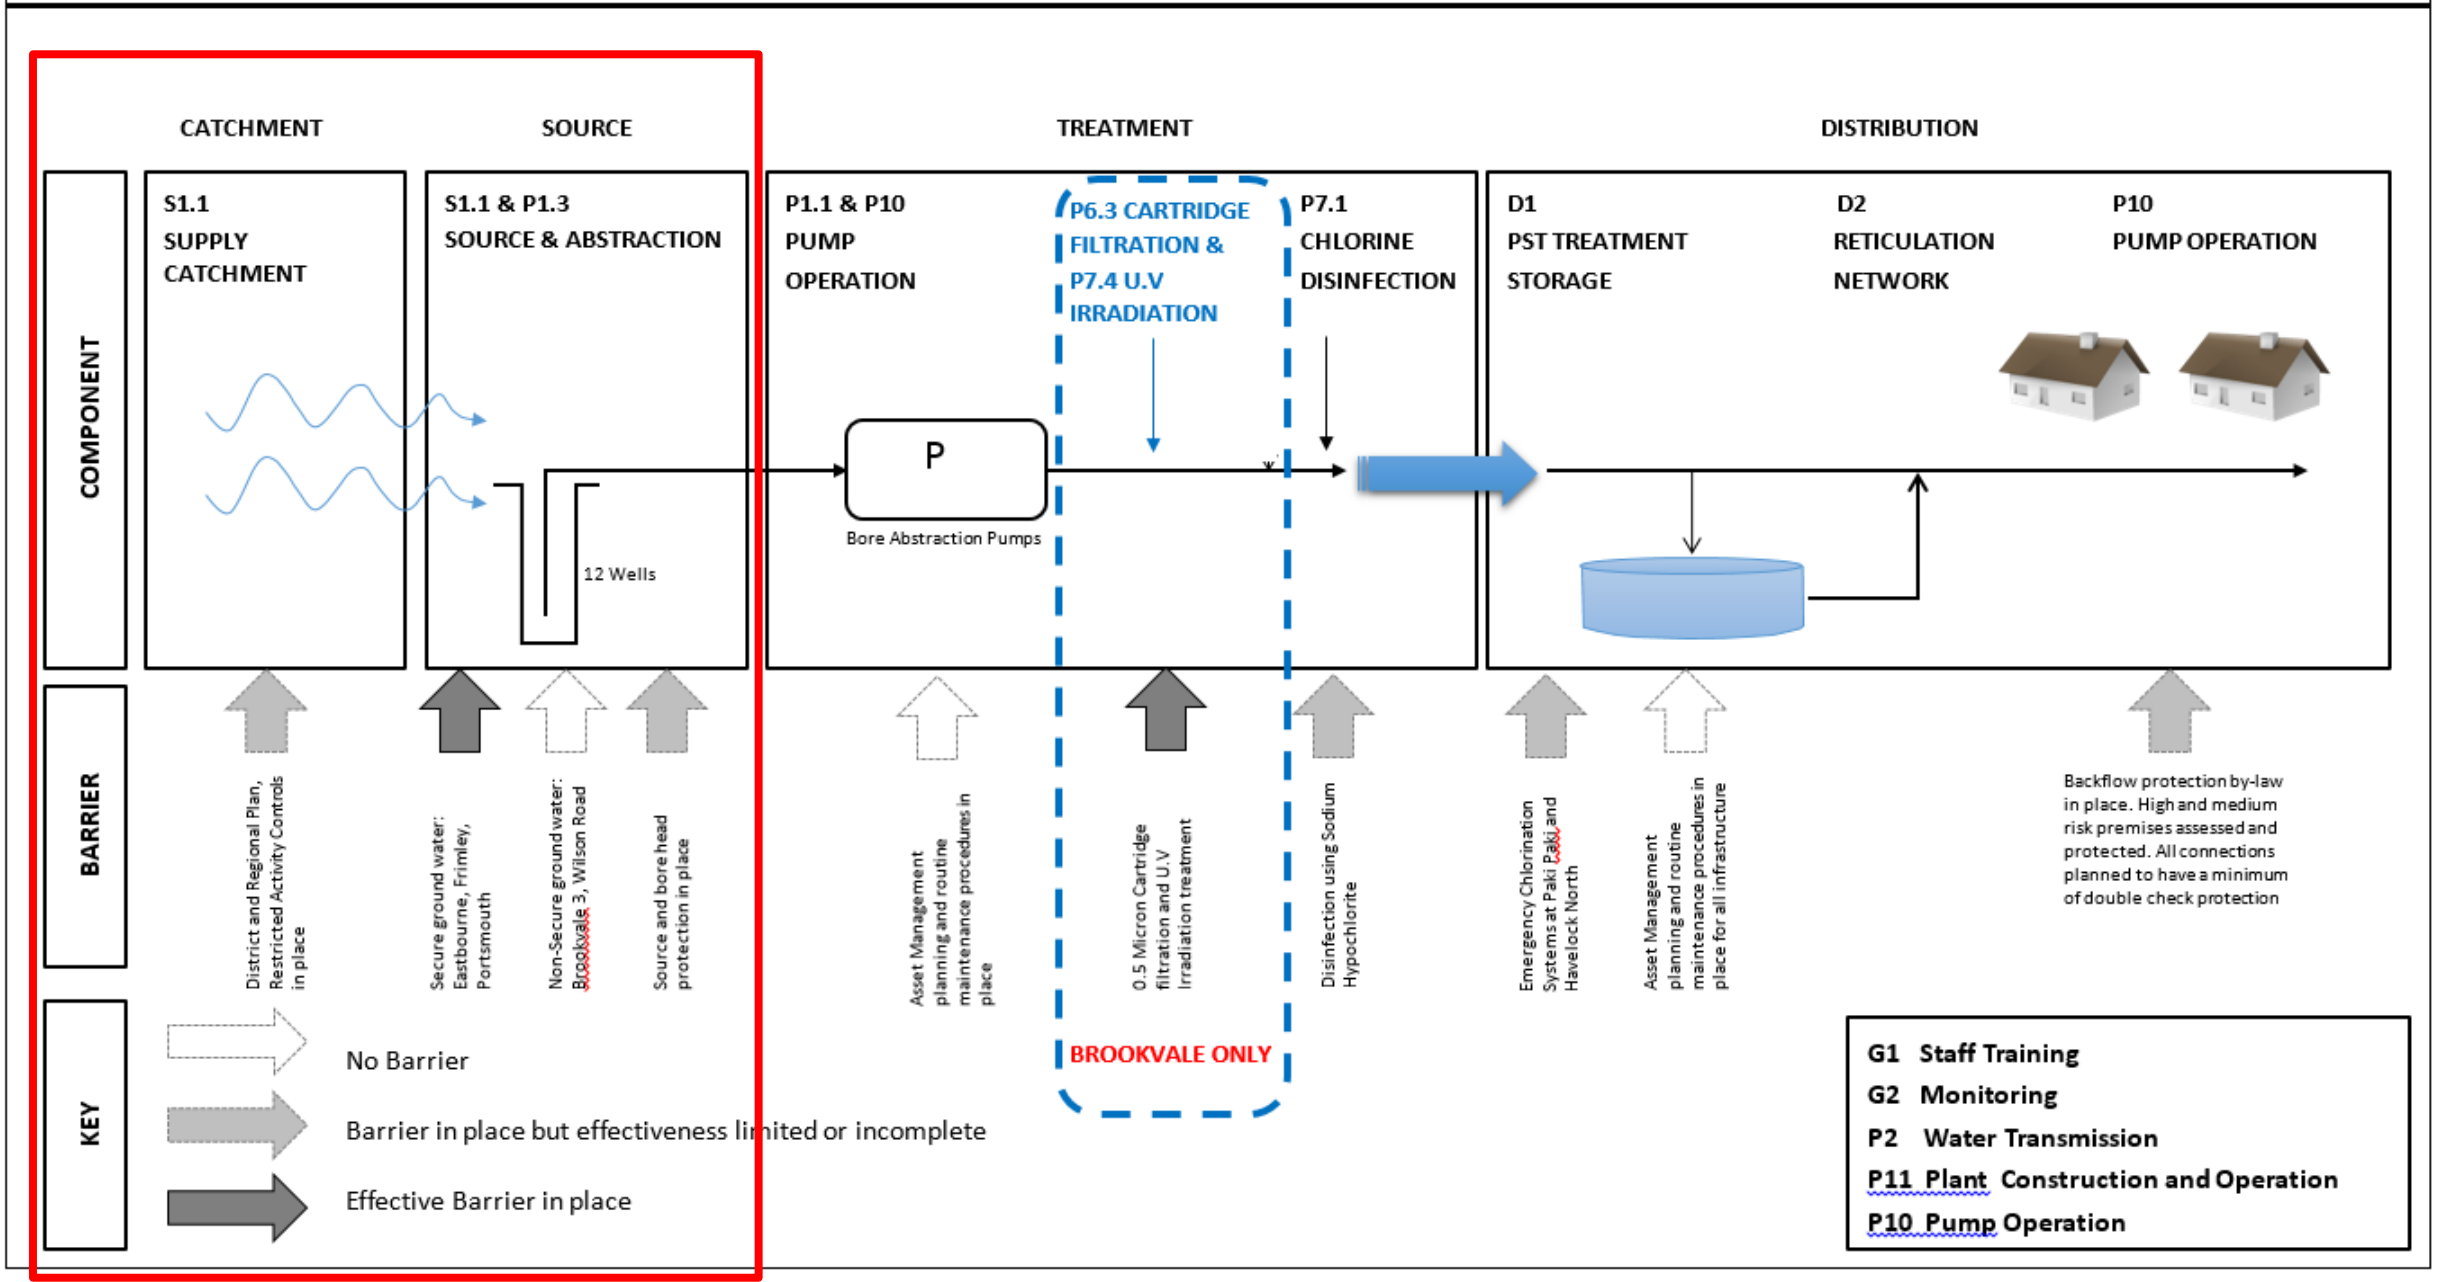 CATCHMENT
SOURCE
TREATMENT
DISTRIBUTION
COMPONENT
S1.1
SUPPLY
CATCHMENT
S1.1 & P1.3
SOURCE & ABSTRACTION
12 Wells
P1.1 & P10
PUMP
OPERATION
P
Bore Abstraction Pumps
P6.3 CARTRIDGE
FILTRATION &
P7.4 U.V
IRRADIATION
P7.1
CHLORINE
DISINFECTION
D1
PST TREATMENT
STORAGE
D2
RETICULATION
NETWORK
P10
PUMP OPERATION
BARRIER
District and Regional Plan,
Restricted Activity Controls
in place
Secure ground water:
Eastbourne, Frimley,
Portsmouth
Non-Secure ground water:
Brookvale 3, Wilson Road
Source and bore head
protection in place
Asset Management
planning and routine
maintenance procedures in
place
0.5 Micron Cartridge
filtration and U.V
Irradiation treatment
BROOKVALE ONLY
Disinfection using Sodium
Hypochlorite
Emergency Chlorination
Systems at Paki Paki and
Havelock North
Asset Management
planning and routine
maintenance procedures in
place for all infrastructure
Backflow protection by-law
in place. High and medium
risk premises assessed and
protected. All connections
planned to have a minimum
of double check protection
KEY
No Barrier
Barrier in place but effectiveness limited or incomplete
Effective Barrier in place
G1 Staff Training
G2 Monitoring
P2 Water Transmission
P11 Plant Construction and Operation
P10 Pump Operation